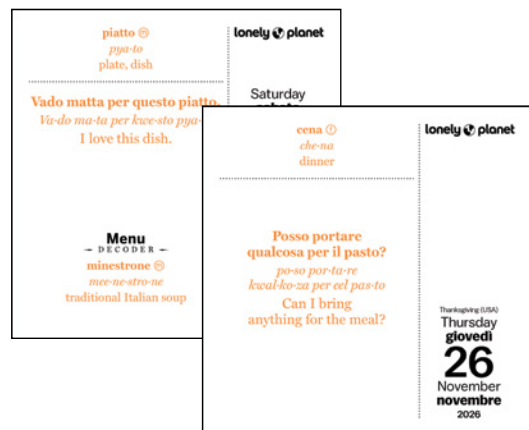 piatto m
pya·to
plate, dish
lonely planet
Vado matta per questo piatto.
Va·do ma·ta per kwe·sto pya·
I love this dish.
Saturday
Menu
DECODER
minestrone m
mee·ne·stro·ne
traditional Italian soup
cena f
che·na
dinner
lonely planet
Posso portare
qualcosa per il pasto?
po·so por·ta·re
kwal·ko·za per eel pas·to
Can I bring
anything for the meal?
Thanksgiving (USA)
Thursday
giovedì
26
November
novembre
2026